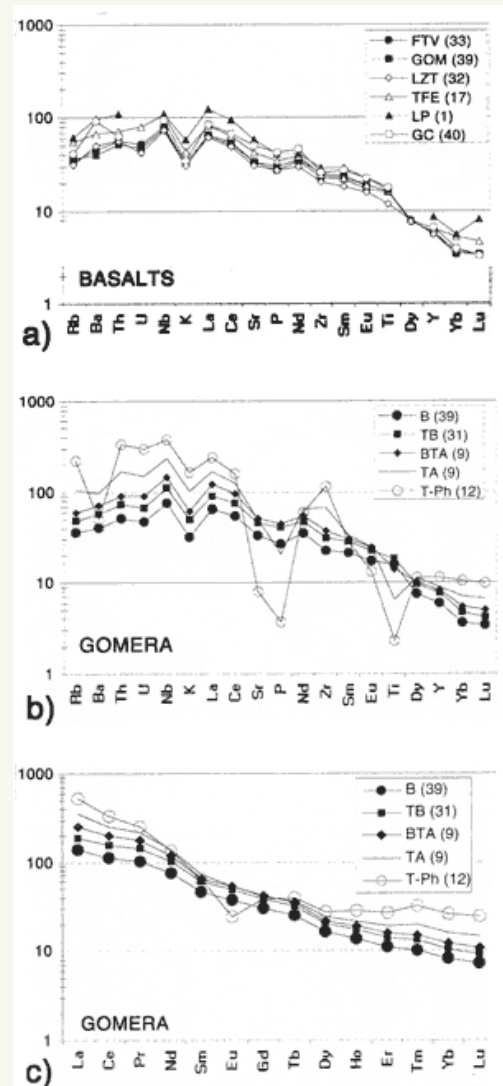 1000
FTV (33)
GOM (39)
LZT (32)
TFE (17)
LP (1)
GC (40)
100
10
BASALTS
1
a)
Rb Ba Th U Nb K La Ce Sr P Nd Zr Sm Eu Ti Dy Y Yb Lu
1000
B (39)
TB (31)
BTA (9)
TA (9)
T-Ph (12)
100
10
GOMERA
1
b)
Rb Ba Th U Nb K La Ce Sr P Nd Zr Sm Eu Ti Dy Y Yb Lu
1000
B (39)
TB (31)
BTA (9)
TA (9)
T-Ph (12)
100
10
1
GOMERA
c)
La Ce Pr Nd Sm Eu Gd Tb Dy Ho Er Tm Yb Lu